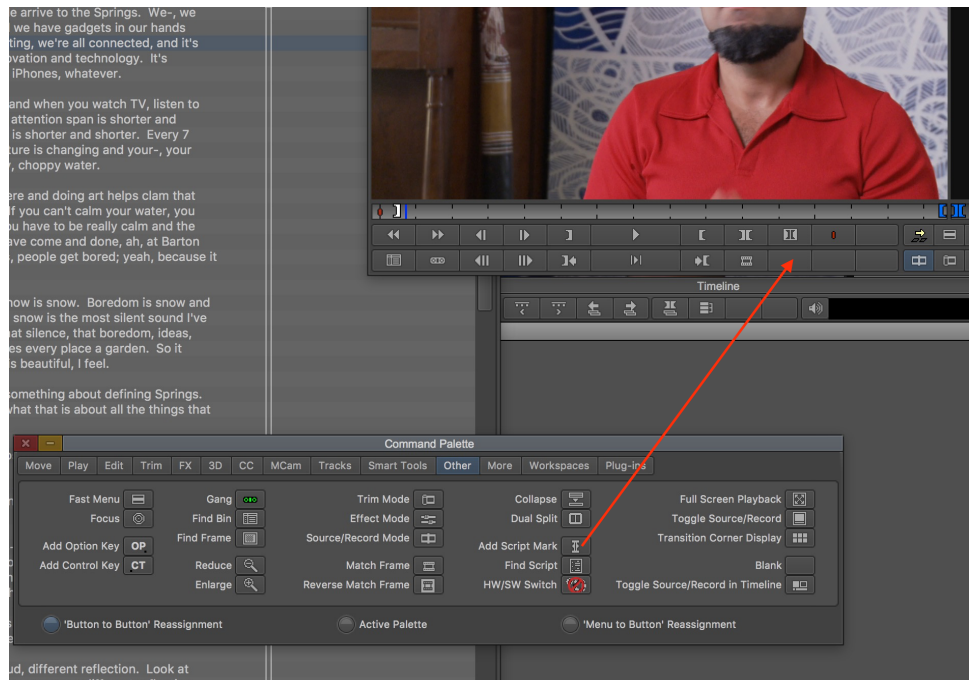 e arrive to the Springs. We-, we
we have gadgets in our hands
ting, we're all connected, and it's
ovation and technology. It's
iPhones, whatever.
and when you watch TV, listen to
attention span is shorter and
is shorter and shorter. Every 7
ture is changing and your-, your
, choppy water.
ere and doing art helps clam that
if you can't calm your water, you
ou have to be really calm and the
ave come and done, ah, at Barton
, people get bored; yeah, because it
now is snow. Boredom is snow and
snow is the most silent sound I've
hat silence, that boredom, ideas,
es every place a garden. So it
s beautiful, I feel.
something about defining Springs.
what that is about all the things that
Timeline
Command Palette
Move Play Edit Trim FX 3D CC MCam Tracks Smart Tools Other More Workspaces Plug-ins
Fast Menu Gang Trim Mode Collapse Full Screen Playback
Focus Find Bin Effect Mode Dual Split Toggle Source/Record
Find Frame Source/Record Mode Transition Corner Display
Add Option Key OP Add Script Mark
Add Control Key CT Reduce Match Frame Find Script Blank
Enlarge Reverse Match Frame HW/SW Switch Toggle Source/Record in Timeline
'Button to Button' Reassignment Active Palette 'Menu to Button' Reassignment
ud, different reflection. Look at